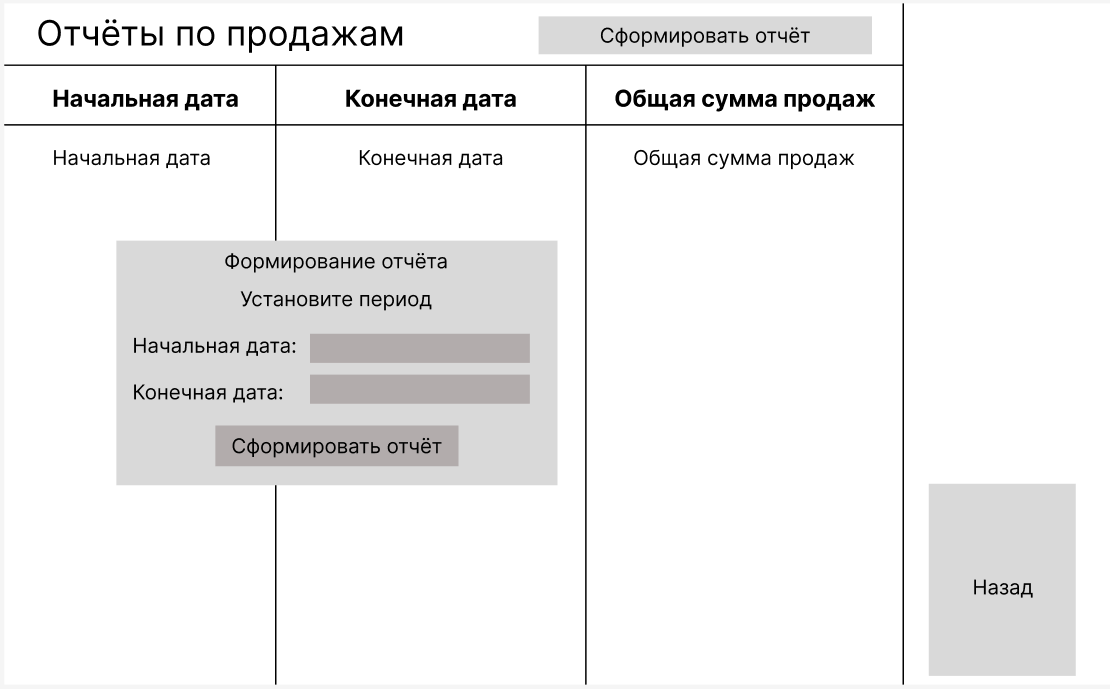 Отчёты по продажам
Сформировать отчёт
Начальная дата
Конечная дата
Общая сумма продаж
Начальная дата
Конечная дата
Общая сумма продаж
Формирование отчёта
Установите период
Начальная дата:
Конечная дата:
Сформировать отчёт
Назад